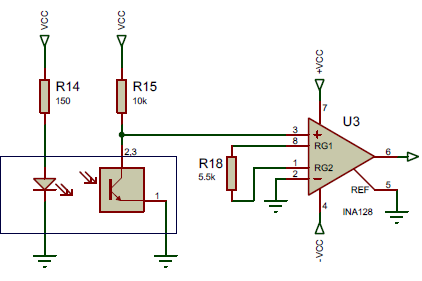 VCC
VCC
+VCC
R14
150
R15
10k
2,3
1
R18
5.5k
3
8
1
2
7
U3
+
RG1
RG2
−
6
REF
5
4
INA128
-VCC